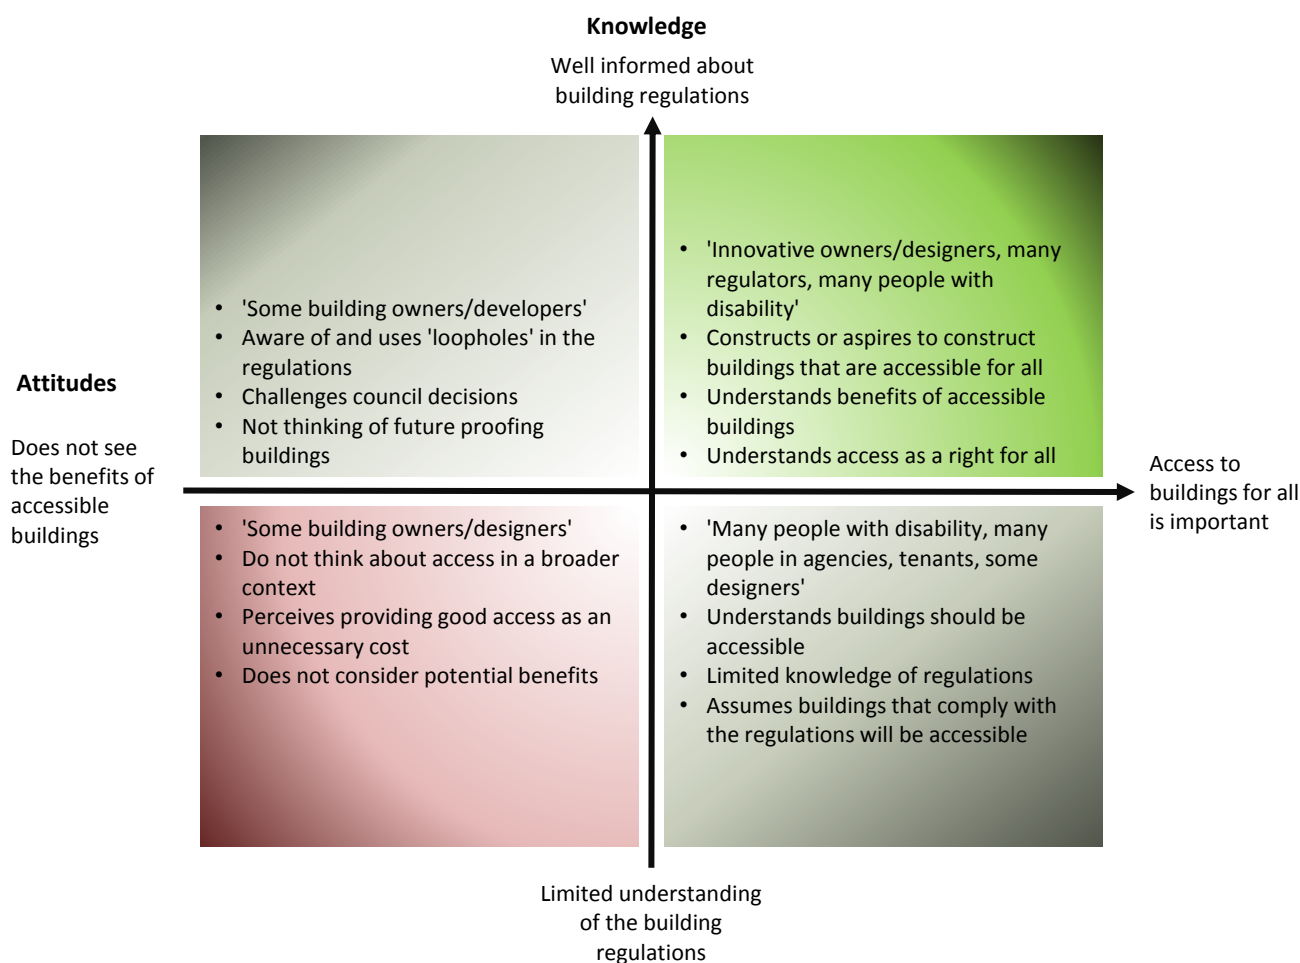 Knowledge
Well informed about
building regulations
• 'Some building owners/developers'
• Aware of and uses 'loopholes' in the
regulations
• Challenges council decisions
• Not thinking of future proofing
buildings
• 'Innovative owners/designers, many
regulators, many people with
disability'
• Constructs or aspires to construct
buildings that are accessible for all
• Understands benefits of accessible
buildings
• Understands access as a right for all
Attitudes
Does not see
the benefits of
accessible
buildings
Access to
buildings for all
is important
• 'Some building owners/designers'
• Do not think about access in a broader
context
• Perceives providing good access as an
unnecessary cost
• Does not consider potential benefits
• 'Many people with disability, many
people in agencies, tenants, some
designers'
• Understands buildings should be
accessible
• Limited knowledge of regulations
• Assumes buildings that comply with
the regulations will be accessible
Limited understanding
of the building
regulations